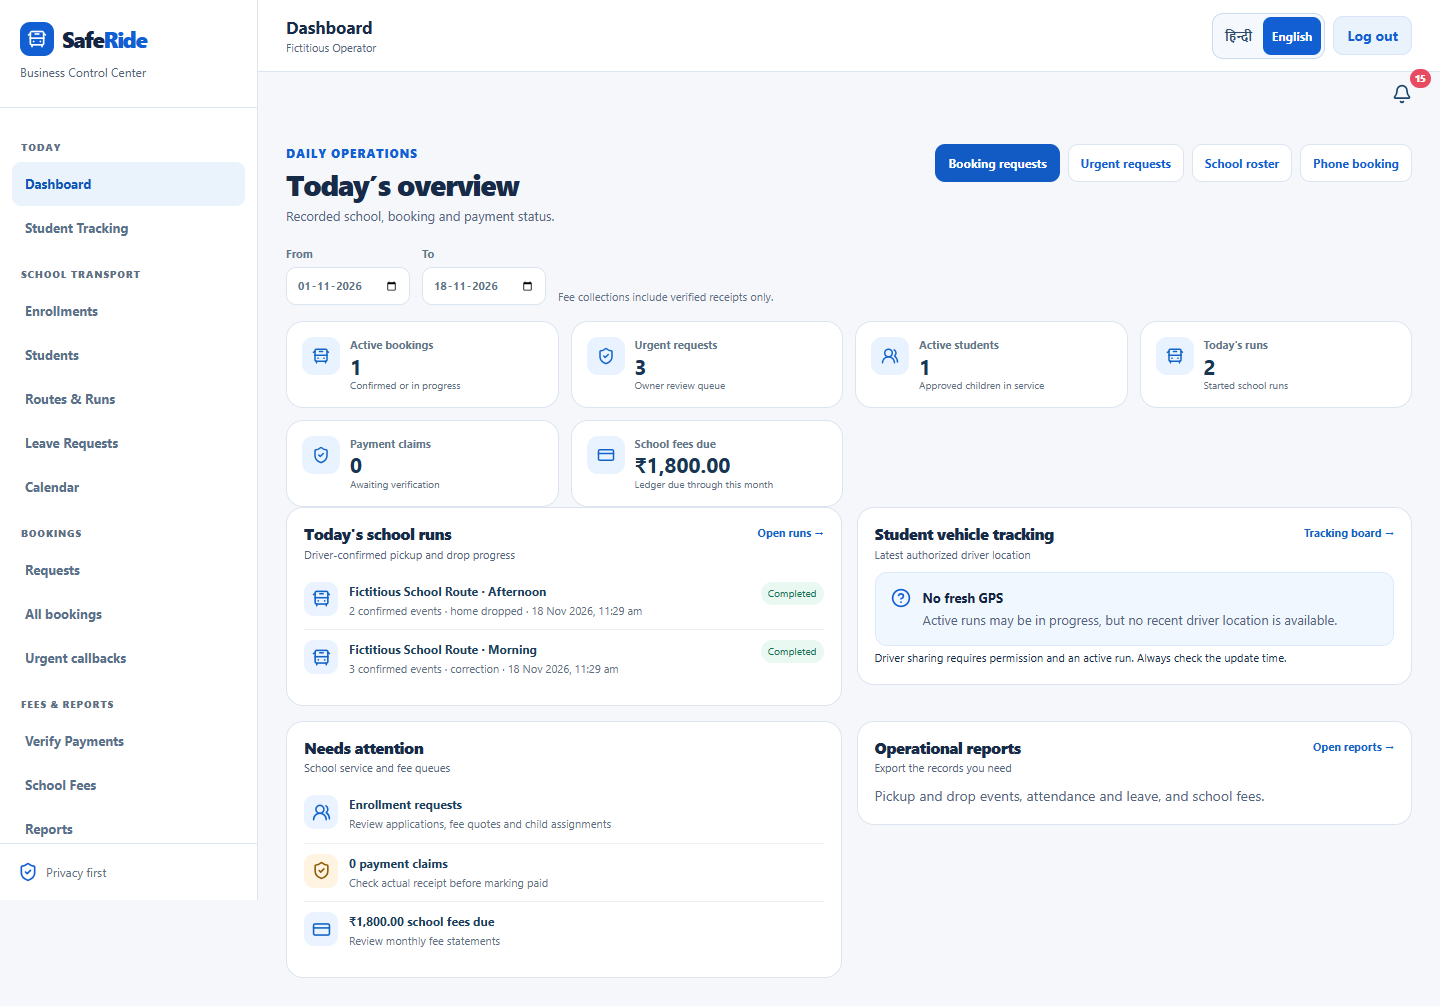 SafeRide
Business Control Center
TODAY
Dashboard
Student Tracking
SCHOOL TRANSPORT
Enrollments
Students
Routes & Runs
Leave Requests
Calendar
BOOKINGS
Requests
All bookings
Urgent callbacks
FEES & REPORTS
Verify Payments
School Fees
Reports
Privacy first
Dashboard
Fictitious Operator
हिन्दी
English
Log out
15
DAILY OPERATIONS
Today´s overview
Recorded school, booking and payment status.
Booking requests
Urgent requests
School roster
Phone booking
From
To
01-11-2026
18-11-2026
Fee collections include verified receipts only.
Active bookings
1
Confirmed or in progress
Urgent requests
3
Owner review queue
Active students
1
Approved children in service
Today's runs
2
Started school runs
Payment claims
0
Awaiting verification
School fees due
₹1,800.00
Ledger due through this month
Today's school runs
Open runs →
Driver-confirmed pickup and drop progress
Fictitious School Route · Afternoon
Completed
2 confirmed events · home dropped · 18 Nov 2026, 11:29 am
Fictitious School Route · Morning
Completed
3 confirmed events · correction · 18 Nov 2026, 11:29 am
Student vehicle tracking
Tracking board →
Latest authorized driver location
No fresh GPS
Active runs may be in progress, but no recent driver location is available.
Driver sharing requires permission and an active run. Always check the update time.
Needs attention
School service and fee queues
Enrollment requests
Review applications, fee quotes and child assignments
0 payment claims
Check actual receipt before marking paid
₹1,800.00 school fees due
Review monthly fee statements
Operational reports
Open reports →
Export the records you need
Pickup and drop events, attendance and leave, and school fees.